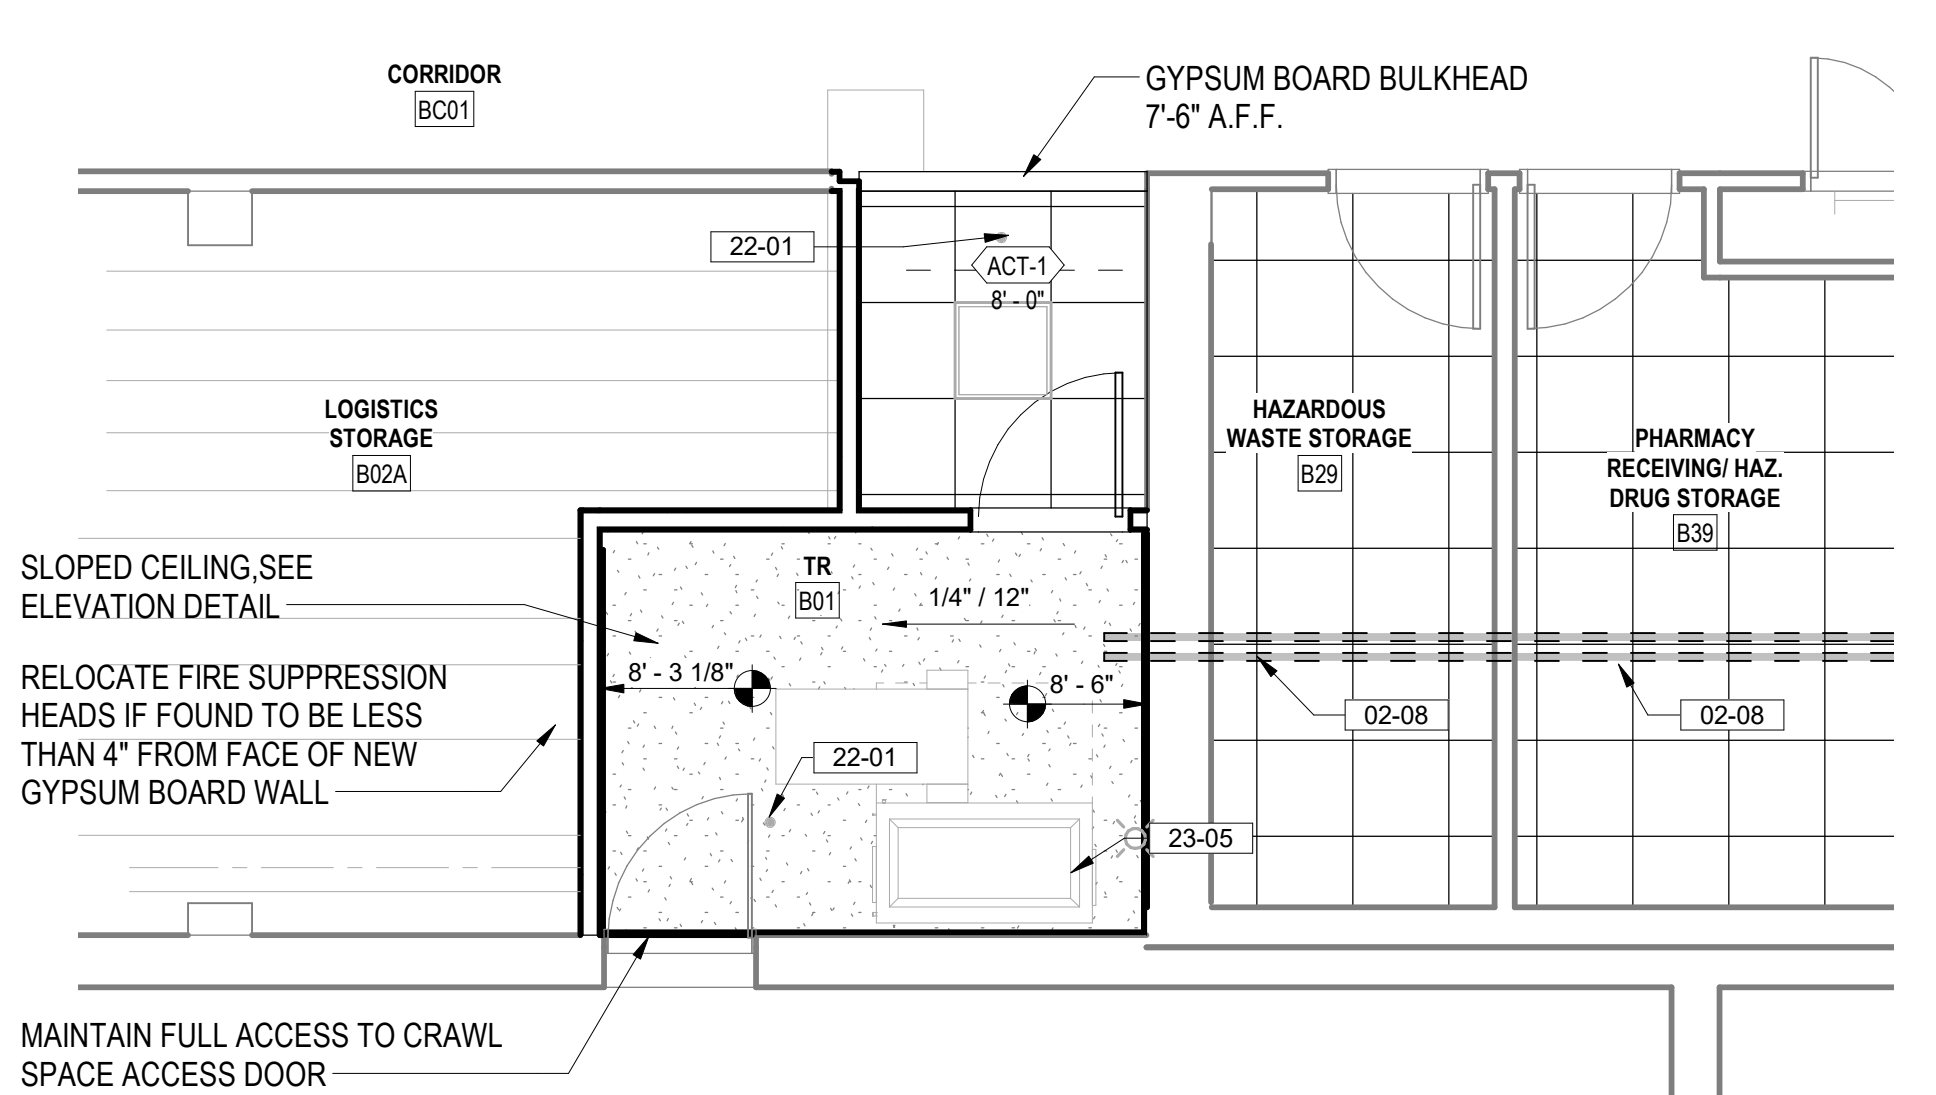 CORRIDOR
BC01
GYPSUM BOARD BULKHEAD
7'-6" A.F.F.
22-01
ACT-1
8' - 0"
LOGISTICS
STORAGE
B02A
HAZARDOUS
WASTE STORAGE
B29
PHARMACY
RECEIVING/ HAZ.
DRUG STORAGE
B39
SLOPED CEILING,SEE
ELEVATION DETAIL
TR
B01
1/4" / 12"
RELOCATE FIRE SUPPRESSION
HEADS IF FOUND TO BE LESS
THAN 4" FROM FACE OF NEW
GYPSUM BOARD WALL
8' - 3 1/8"
8' - 6"
02-08
02-08
22-01
23-05
MAINTAIN FULL ACCESS TO CRAWL
SPACE ACCESS DOOR